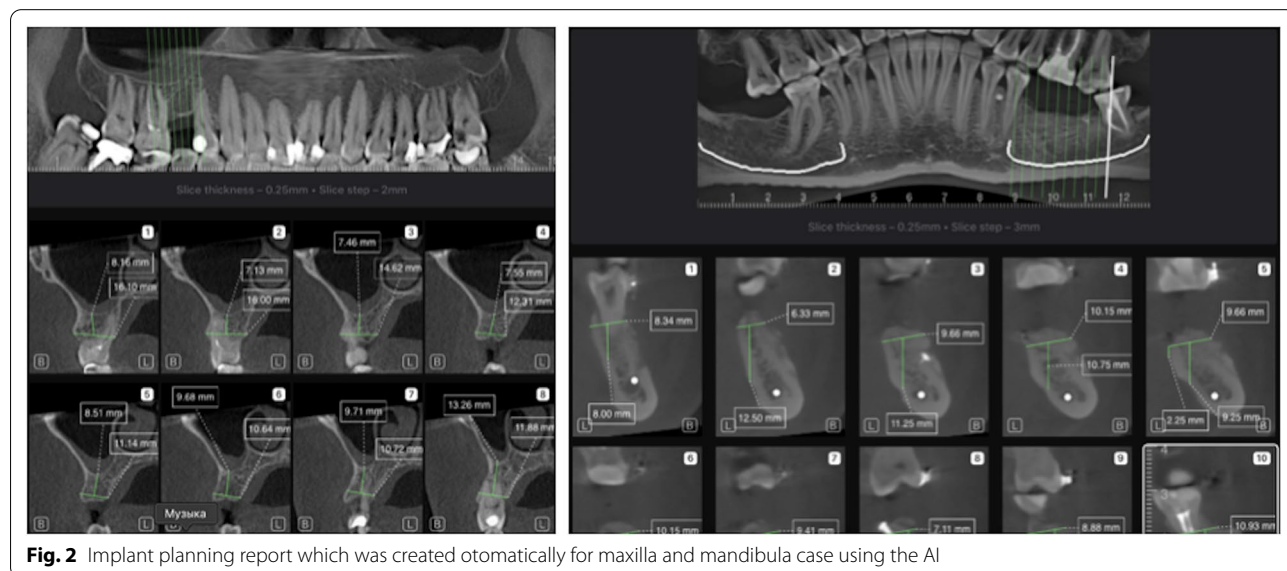 Slice thickness – 0.25mm • Slice step – 2mm
1
2
3
4
8.16 mm
16.10 mm
7.13 mm
16.00 mm
7.46 mm
14.62 mm
7.55 mm
12.31 mm
B L
B L
B L
B L
5
6
7
8
8.51 mm
11.14 mm
9.68 mm
10.64 mm
9.71 mm
10.72 mm
13.26 mm
11.88 mm
Музыка
B L
B L
B L
B L
1 2 3 4 5 6 7 8 9 10 11 12
Slice thickness – 0.25mm • Slice step – 3mm
1
2
3
4
5
8.34 mm
8.00 mm
6.33 mm
12.50 mm
9.66 mm
11.25 mm
10.15 mm
10.75 mm
9.66 mm
2.25 mm
9.25 mm
L B
L B
L B
L B
L B
6
7
8
9
10
10.15 mm
9.41 mm
7.11 mm
8.88 mm
4
3
10.93 mm
Fig. 2 Implant planning report which was created otomatically for maxilla and mandibula case using the AI